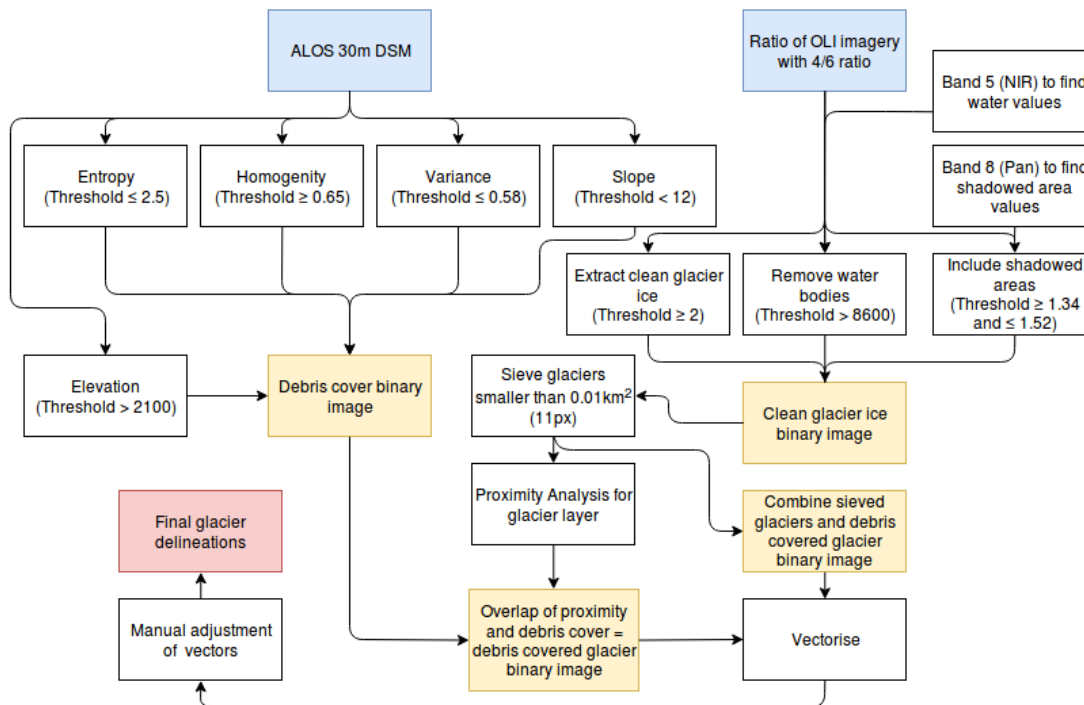 ALOS 30m DSM
Ratio of OLI imagery
with 4/6 ratio
Band 5 (NIR) to find
water values
Entropy
(Threshold ≤ 2.5)
Homogenity
(Threshold ≥ 0.65)
Variance
(Threshold ≤ 0.58)
Slope
(Threshold < 12)
Band 8 (Pan) to find
shadowed area
values
Extract clean glacier
ice
(Threshold ≥ 2)
Remove water
bodies
(Threshold > 8600)
Include shadowed
areas
(Threshold ≥ 1.34
and ≤ 1.52)
Elevation
(Threshold > 2100)
Debris cover binary
image
Sieve glaciers
smaller than 0.01km²
(11px)
Clean glacier ice
binary image
Proximity Analysis for
glacier layer
Combine sieved
glaciers and debris
covered glacier
binary image
Final glacier
delineations
Manual adjustment
of vectors
Overlap of proximity
and debris cover =
debris covered glacier
binary image
Vectorise